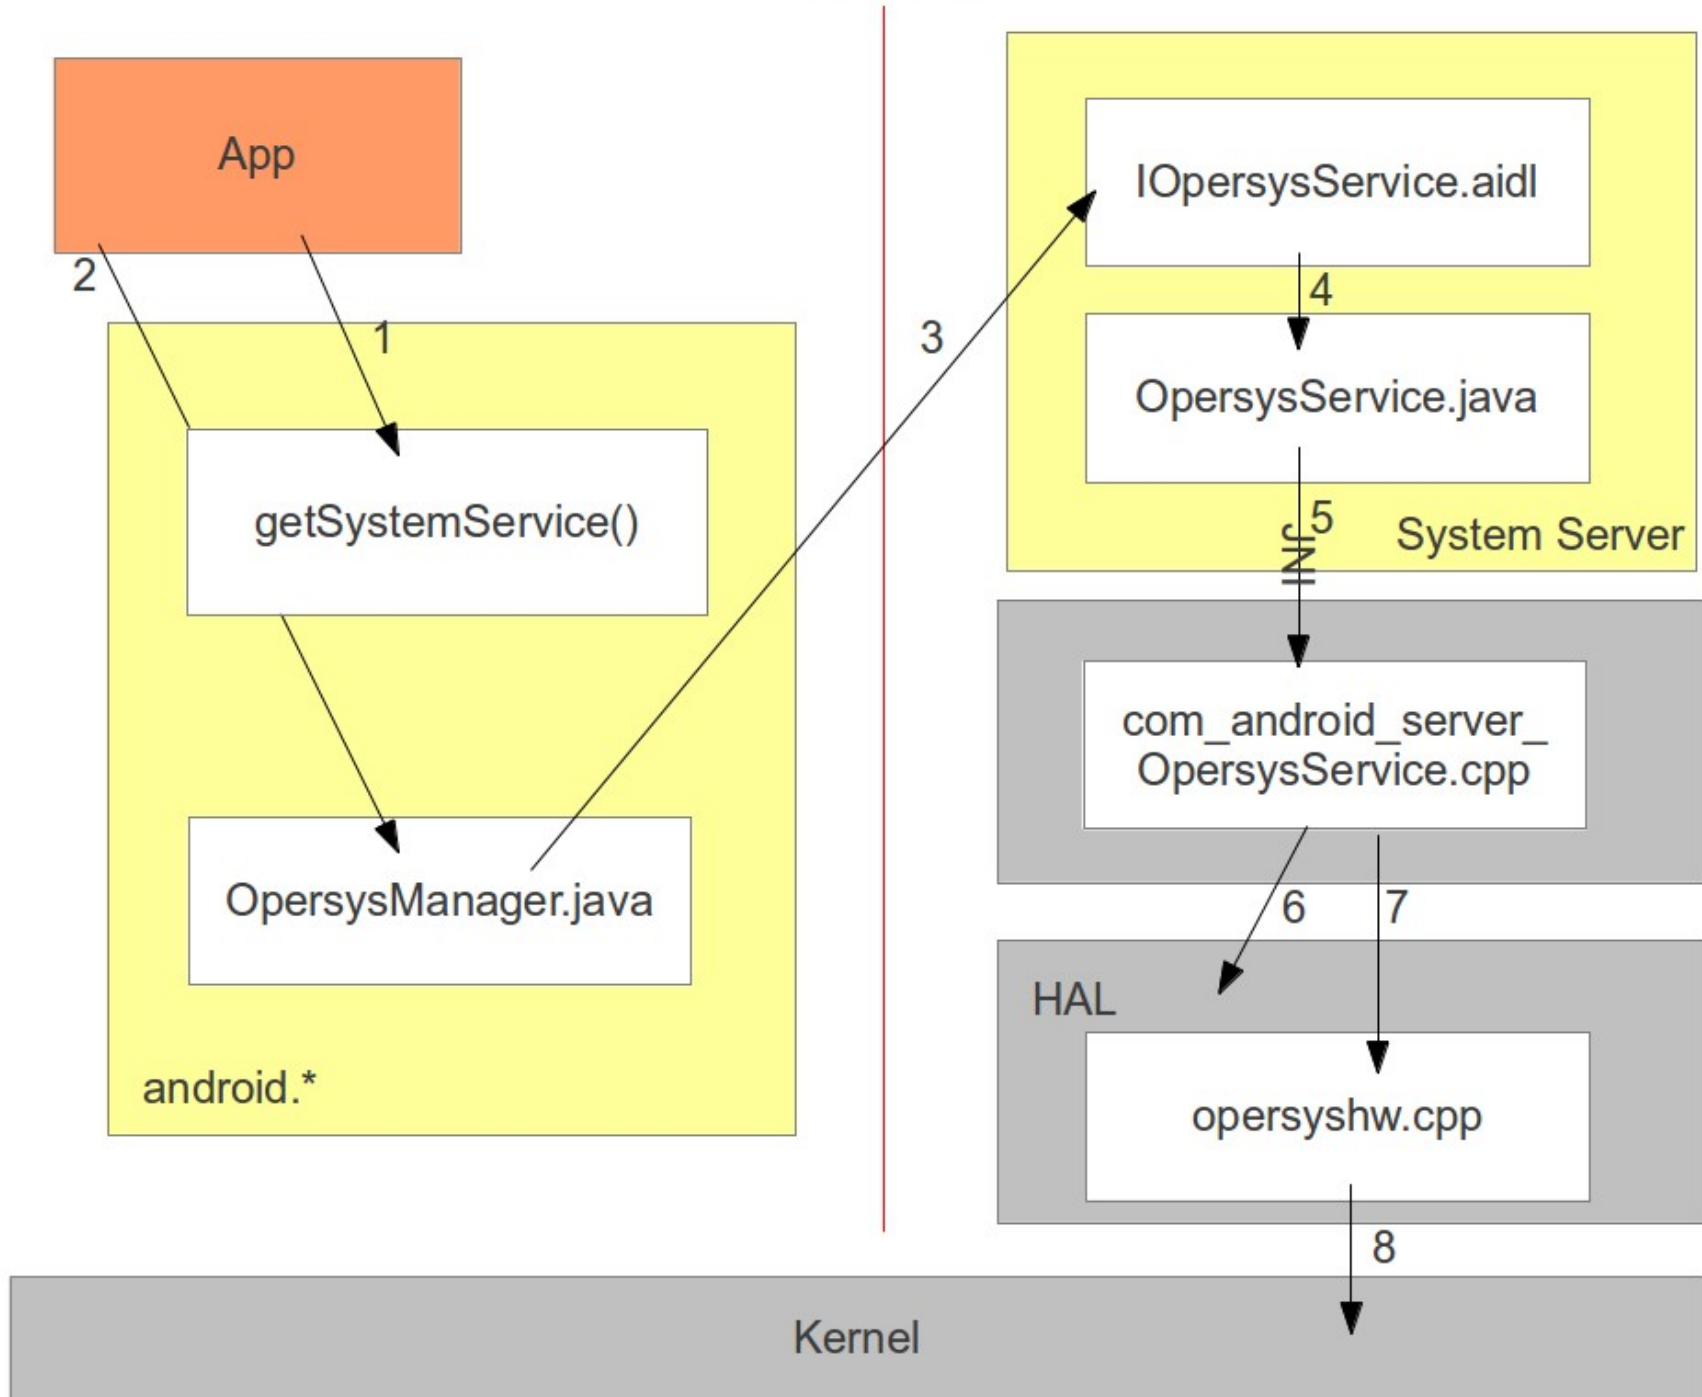 App
2
1
getSystemService()
OpersysManager.java
android.*
3
IOpersysService.aidl
4
OpersysService.java
5
JNI
System Server
com_android_server_
OpersysService.cpp
6
7
HAL
opersyshw.cpp
8
Kernel